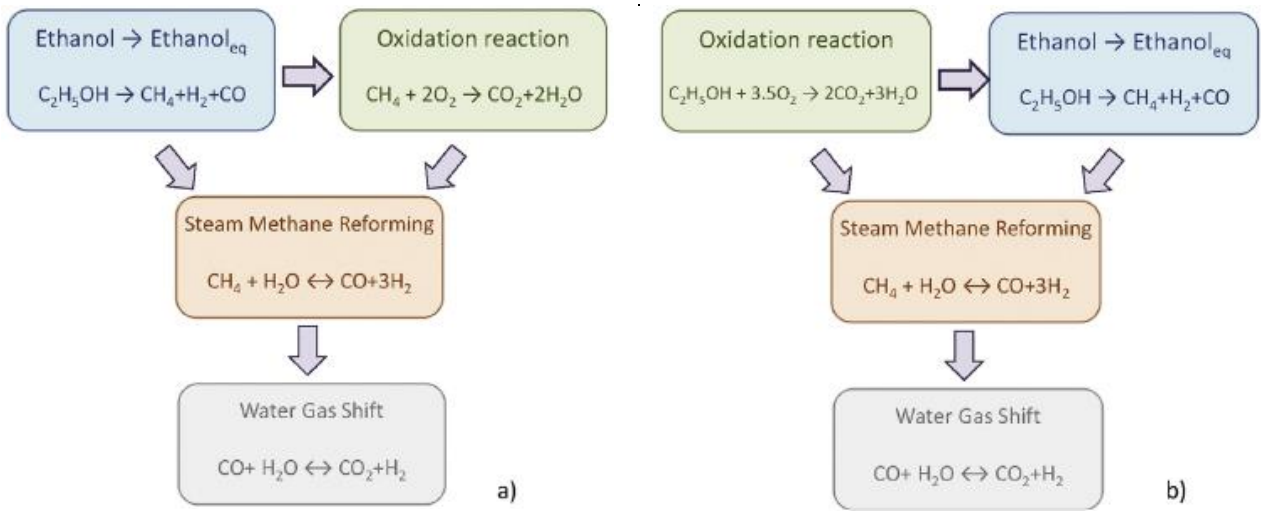 Ethanol → Ethanol_eq
C₂H₅OH → CH₄+H₂+CO
Oxidation reaction
CH₄ + 2O₂ → CO₂+2H₂O
Steam Methane Reforming
CH₄ + H₂O ↔ CO+3H₂
Water Gas Shift
CO+ H₂O ↔ CO₂+H₂
a)
Oxidation reaction
C₂H₅OH + 3.5O₂ → 2CO₂+3H₂O
Ethanol → Ethanol_eq
C₂H₅OH → CH₄+H₂+CO
Steam Methane Reforming
CH₄ + H₂O ↔ CO+3H₂
Water Gas Shift
CO+ H₂O ↔ CO₂+H₂
b)